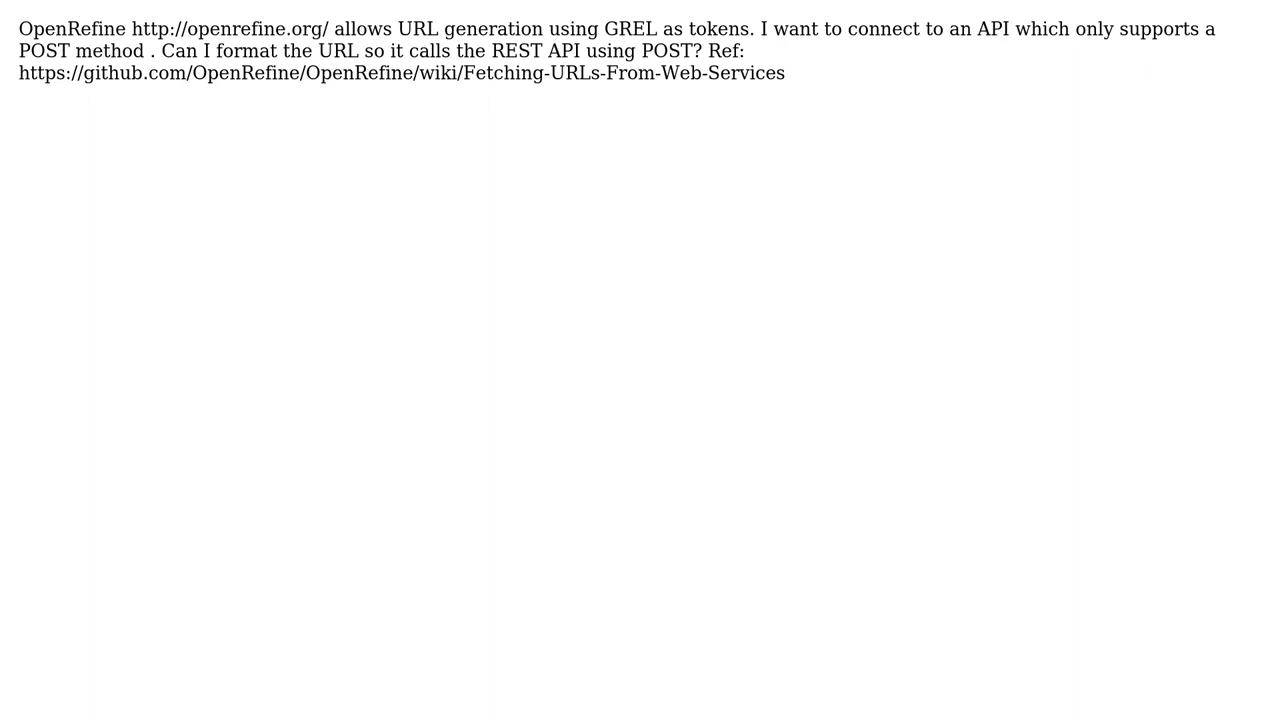 OpenRefine http://openrefine.org/ allows URL generation using GREL as tokens. I want to connect to an API which only supports a
POST method . Can I format the URL so it calls the REST API using POST? Ref:
https://github.com/OpenRefine/OpenRefine/wiki/Fetching-URLs-From-Web-Services